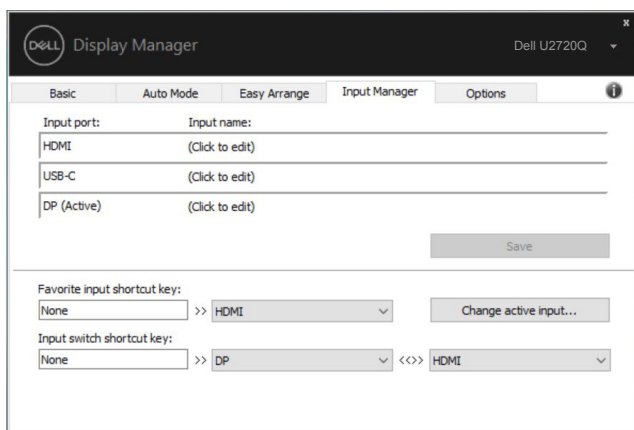 x
DELL Display Manager Dell U2720Q
Basic Auto Mode Easy Arrange Input Manager Options i
Input port: Input name:
HDMI (Click to edit)
USB-C (Click to edit)
DP (Active) (Click to edit)
Save
Favorite input shortcut key:
None >> HDMI Change active input...
Input switch shortcut key:
None >> DP <<>> HDMI